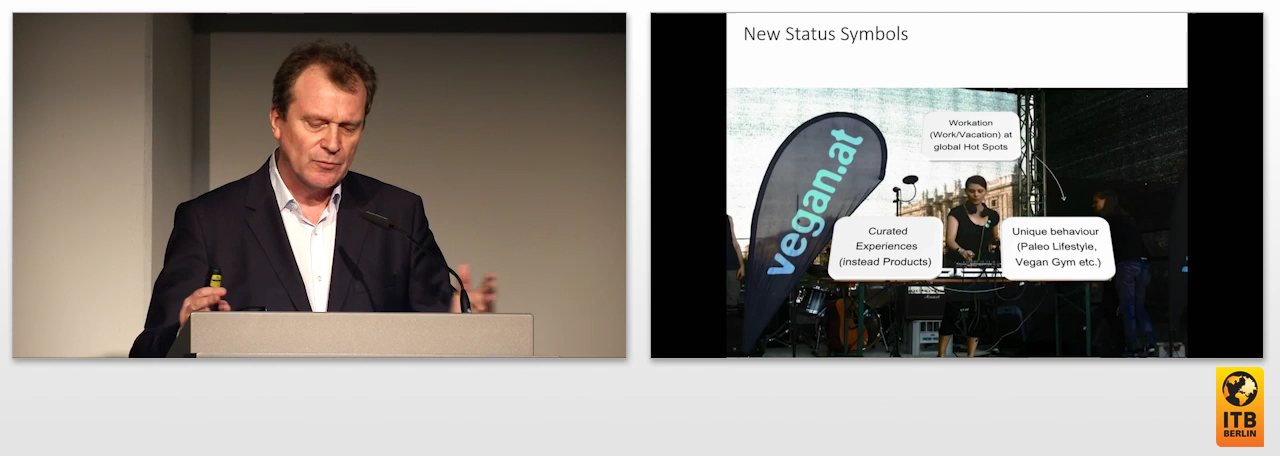 New Status Symbols
vegan.at
Workation
(Work/Vacation) at
global Hot Spots
Curated
Experiences
(instead Products)
Unique behaviour
(Paleo Lifestyle,
Vegan Gym etc.)
ITB
BERLIN